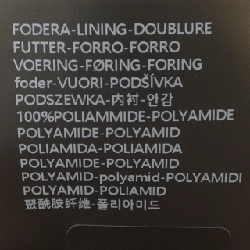 FODERA-LINING-DOUBLURE
FUTTER-FORRO-FORRO
VOERING-FØRING-FORING
foder-VUORI-PODŠÍVKA
PODSZEWKA-内衬-안감
100%POLIAMMIDE-POLYAMIDE
POLYAMIDE-POLYAMID
POLIAMIDA-POLIAMIDA
POLYAMIDE-POLYAMID
POLYAMID-polyamid-POLYAMIDI
POLYAMID-POLIAMID
聚酰胺纤维-폴리아미드